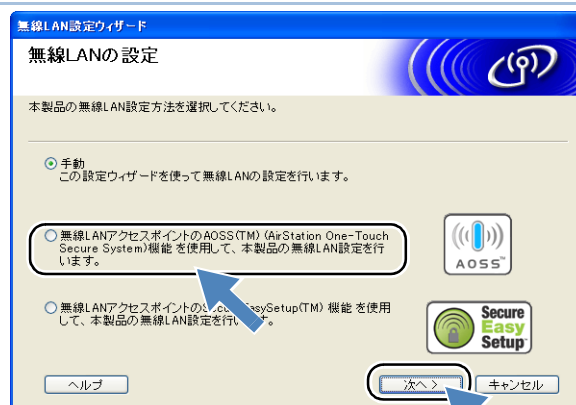 無線LAN設定ウィザード
無線LANの設定
本製品の無線LAN設定方法を選択してください。
手動
この設定ウィザードを使って無線LANの設定を行います。
無線LANアクセスポイントのAOSS(TM) (AirStation One-Touch
Secure System)機能 を使用して、本製品の無線LAN設定を行
います。
AOSS™
無線LANアクセスポイントの asySetup(TM) 機能 を使用
して、本製品の無線LAN設定を行 す。
Secure
Easy
Setup
ヘルプ
次へ >
キャンセル